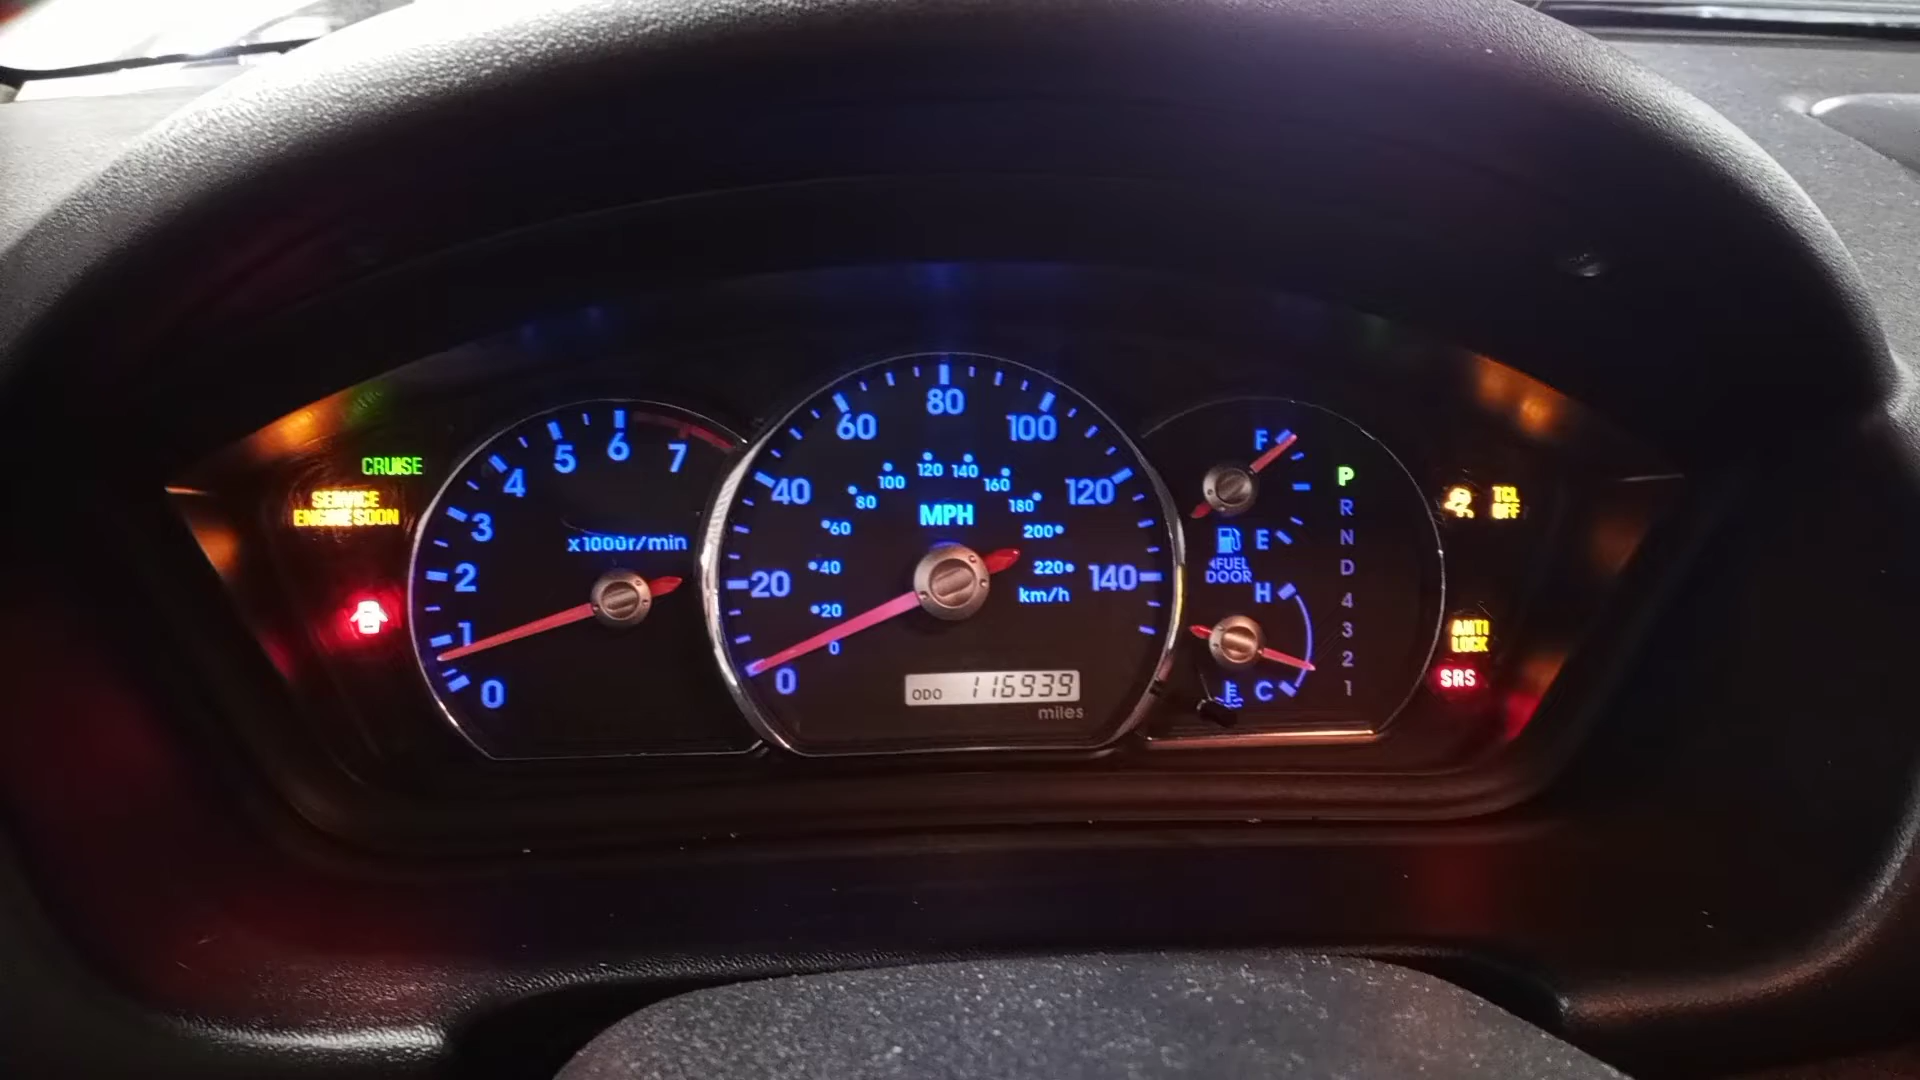 CRUISE
SERVICE
ENGINE SOON
0
1
2
3
4
5
6
7
x1000r/min
0
20
40
60
80
100
120
140
MPH
0
20
40
60
80
100
120
140
160
180
200
220
km/h
ODO 116939
miles
F
E
◄FUEL
DOOR
H
C
P
R
N
D
4
3
2
1
TCL
OFF
ANTI
LOCK
SRS